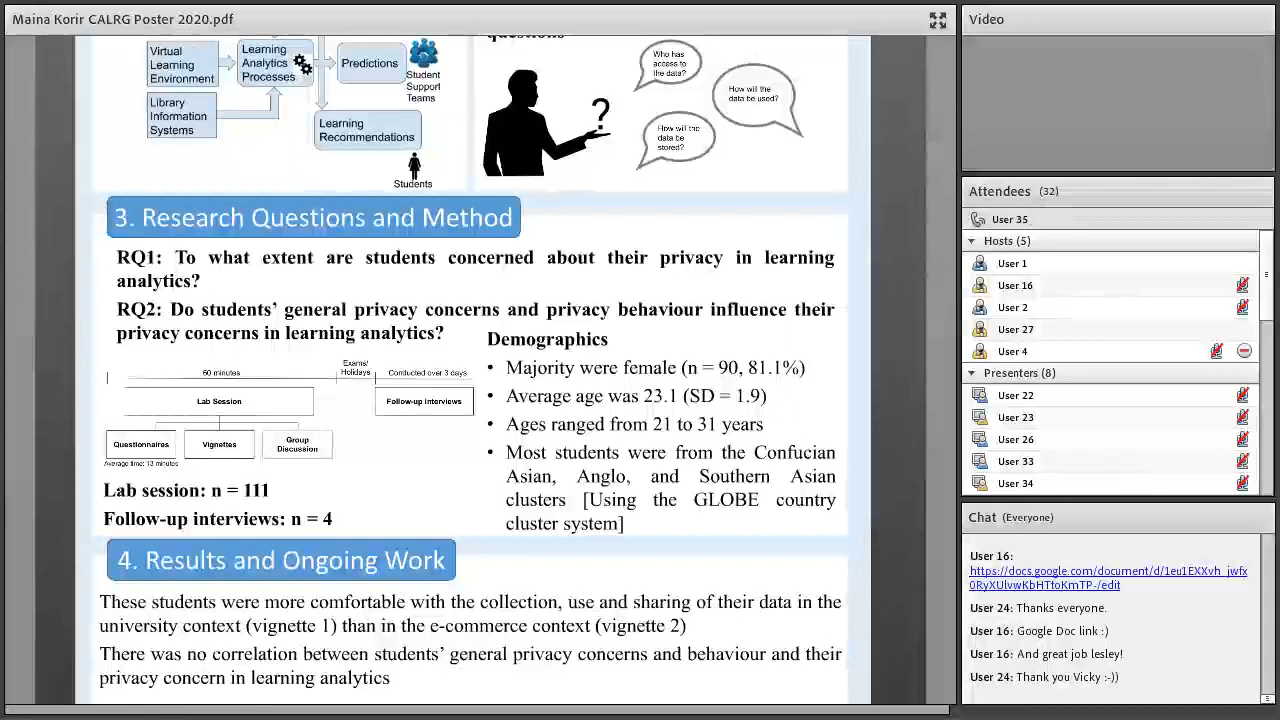 Maina Korir CALRG Poster 2020.pdf
Virtual
Learning
Environment
Learning
Analytics
Processes
Predictions
Student
Support
Teams
Library
Information
Systems
Learning
Recommendations
Students
questions
Who has
access to
the data?
How will the
data be used?
How will the
data be
stored?
?
3. Research Questions and Method
RQ1: To what extent are students concerned about their privacy in learning
analytics?
RQ2: Do students’ general privacy concerns and privacy behaviour influence their
privacy concerns in learning analytics?
60 minutes
Exams/
Holidays
Conducted over 3 days
Lab Session
Follow-up Interviews
Questionnaires
Vignettes
Group
Discussion
Average time: 13 minutes
Lab session: n = 111
Follow-up interviews: n = 4
Demographics
• Majority were female (n = 90, 81.1%)
• Average age was 23.1 (SD = 1.9)
• Ages ranged from 21 to 31 years
• Most students were from the Confucian
Asian, Anglo, and Southern Asian
clusters [Using the GLOBE country
cluster system]
4. Results and Ongoing Work
These students were more comfortable with the collection, use and sharing of their data in the
university context (vignette 1) than in the e-commerce context (vignette 2)
There was no correlation between students’ general privacy concerns and behaviour and their
privacy concern in learning analytics
Video
Attendees (32)
User 35
Hosts (5)
User 1
User 16
User 2
User 27
User 4
Presenters (8)
User 22
User 23
User 26
User 33
User 34
Chat (Everyone)
User 16:
User 24: Thanks everyone.
User 16: Google Doc link :)
User 16: And great job lesley!
User 24: Thank you Vicky :-))